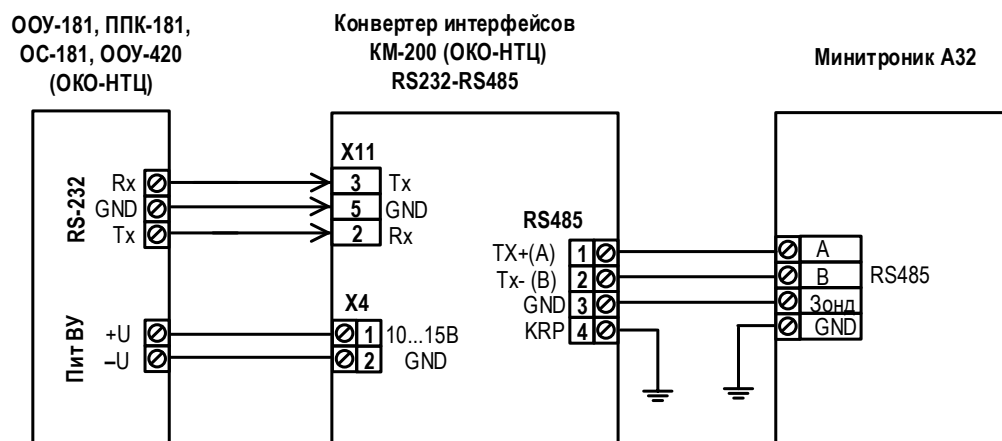 ООУ-181, ППК-181,
ОС-181, ООУ-420
(ОКО-НТЦ)
Конвертер интерфейсов
КМ-200 (ОКО-НТЦ)
RS232-RS485
Минитроник А32
RS-232
Rx
GND
Tx
X11
3 Tx
5 GND
2 Rx
Пит ВУ
+U
–U
X4
1 10...15В
2 GND
RS485
TX+(A) 1
Tx- (B) 2
GND 3
KRP 4
A
B
Зонд
GND
RS485